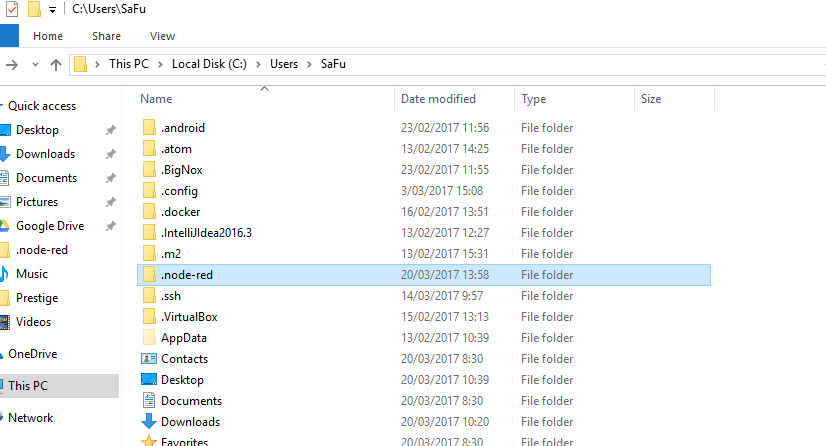 C:\Users\SaFu
Home Share View
This PC Local Disk (C:) Users SaFu
Quick access
Desktop
Downloads
Documents
Pictures
Google Drive
.node-red
Music
Prestige
Videos
OneDrive
This PC
Network
Name Date modified Type Size
.android 23/02/2017 11:56 File folder
.atom 13/02/2017 14:25 File folder
.BigNox 23/02/2017 11:55 File folder
.config 3/03/2017 15:08 File folder
.docker 16/02/2017 13:51 File folder
.IntelliJIdea2016.3 13/02/2017 12:27 File folder
.m2 13/02/2017 15:31 File folder
.node-red 20/03/2017 13:58 File folder
.ssh 14/03/2017 9:57 File folder
.VirtualBox 15/02/2017 13:13 File folder
AppData 13/02/2017 10:39 File folder
Contacts 20/03/2017 8:30 File folder
Desktop 20/03/2017 10:39 File folder
Documents 20/03/2017 8:30 File folder
Downloads 20/03/2017 10:20 File folder
Favorites 20/03/2017 8:30 File folder